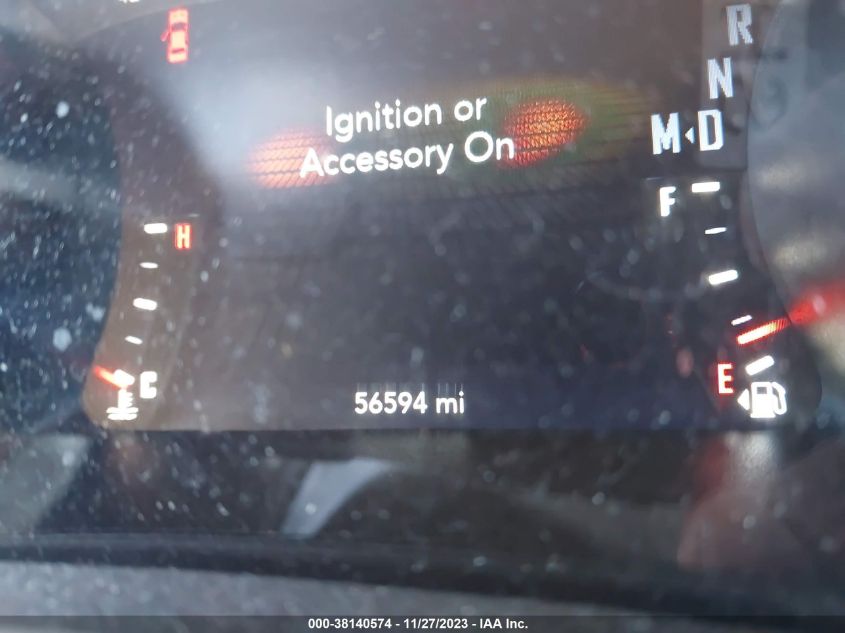 R
N
Ignition or
M D
Accessory On
F
H
E
C
56594 mi
000-38140574 - 11/27/2023 - IAA Inc.